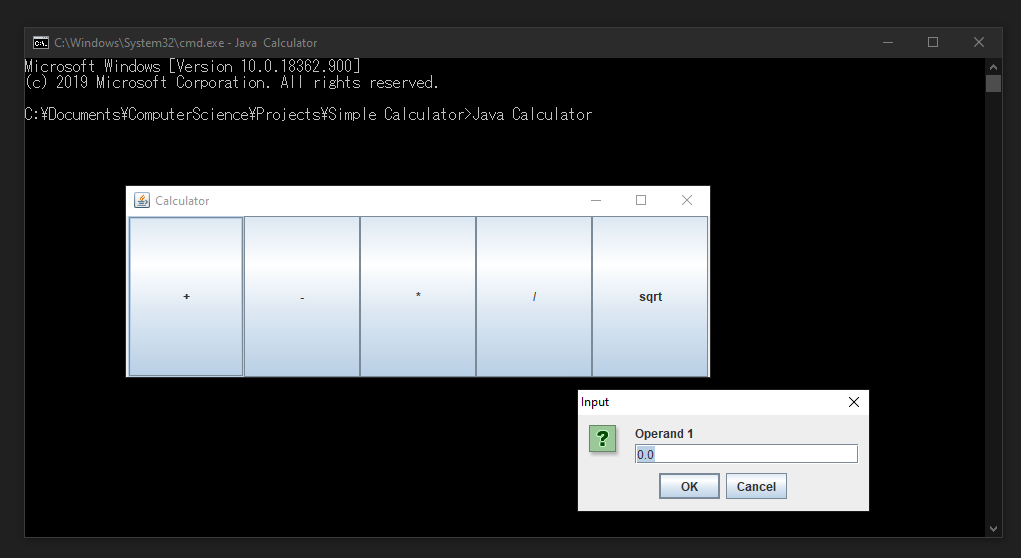 C:\Windows\System32\cmd.exe - Java  Calculator
Microsoft Windows [Version 10.0.18362.900]
(c) 2019 Microsoft Corporation. All rights reserved.
C:¥Documents¥ComputerScience¥Projects¥Simple Calculator>Java Calculator
Calculator
+ - * / sqrt
Input
Operand 1
?
0.0
OK Cancel